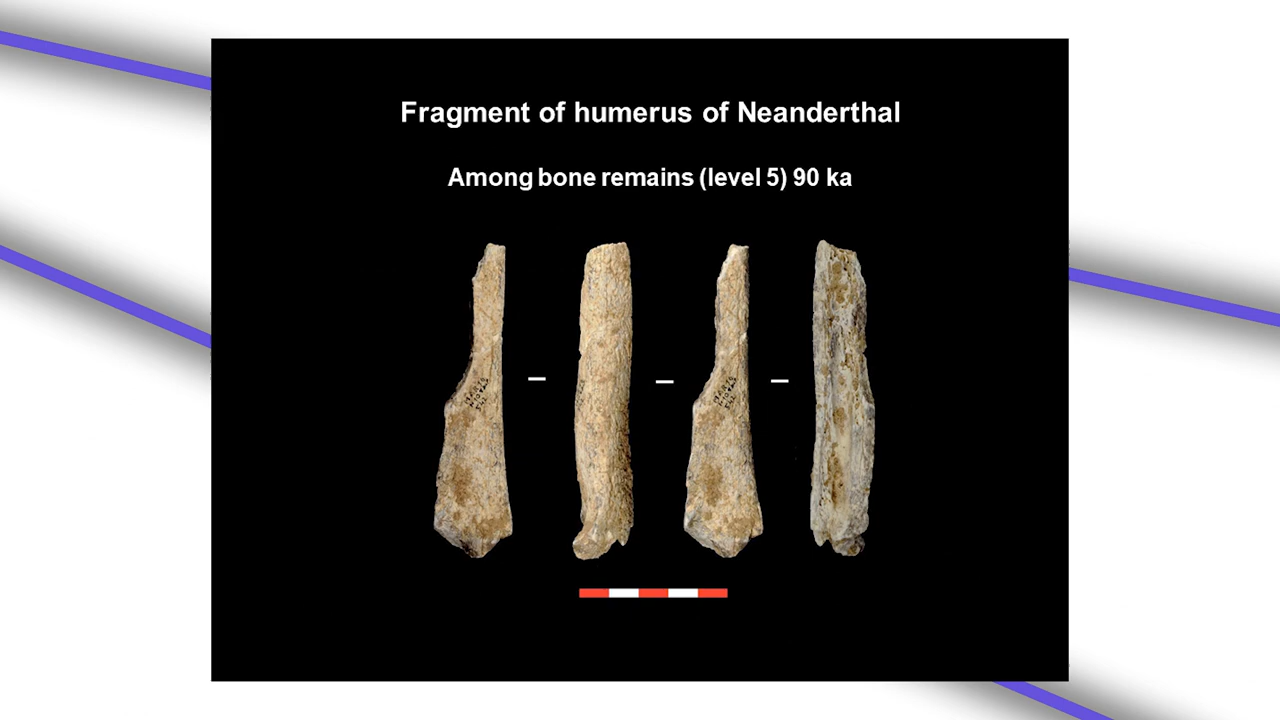 Fragment of humerus of Neanderthal
Among bone remains (level 5) 90 ka